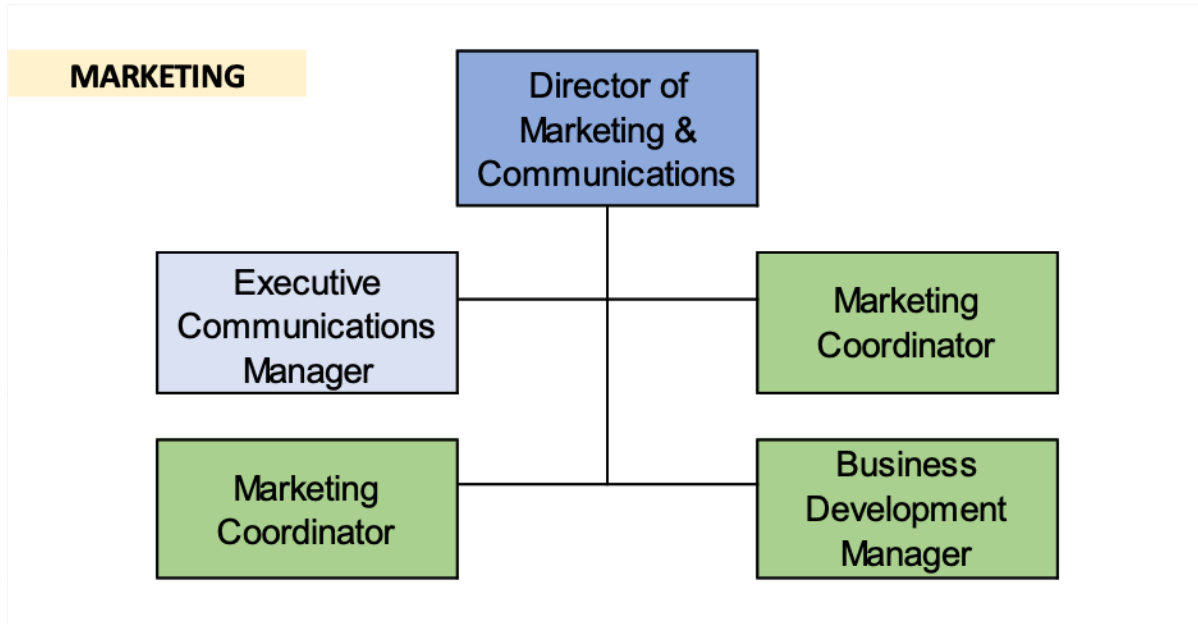 MARKETING
Director of
Marketing &
Communications
Executive
Communications
Manager
Marketing
Coordinator
Marketing
Coordinator
Business
Development
Manager